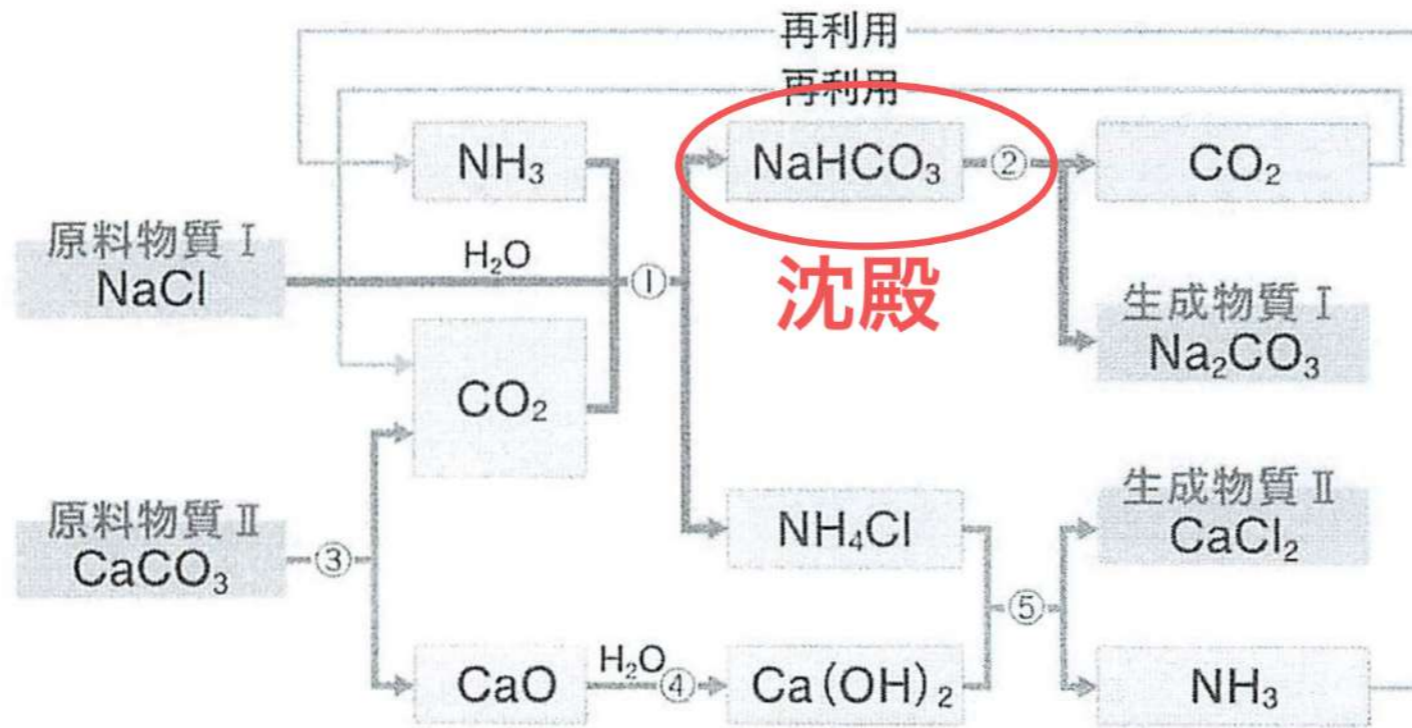 再利用
再利用
NH₃
NaHCO₃
②
CO₂
原料物質 Ⅰ
NaCl
H₂O
①
沈殿
生成物質 Ⅰ
Na₂CO₃
CO₂
原料物質 Ⅱ
CaCO₃
③
NH₄Cl
生成物質 Ⅱ
CaCl₂
⑤
CaO
H₂O
④
Ca(OH)₂
NH₃